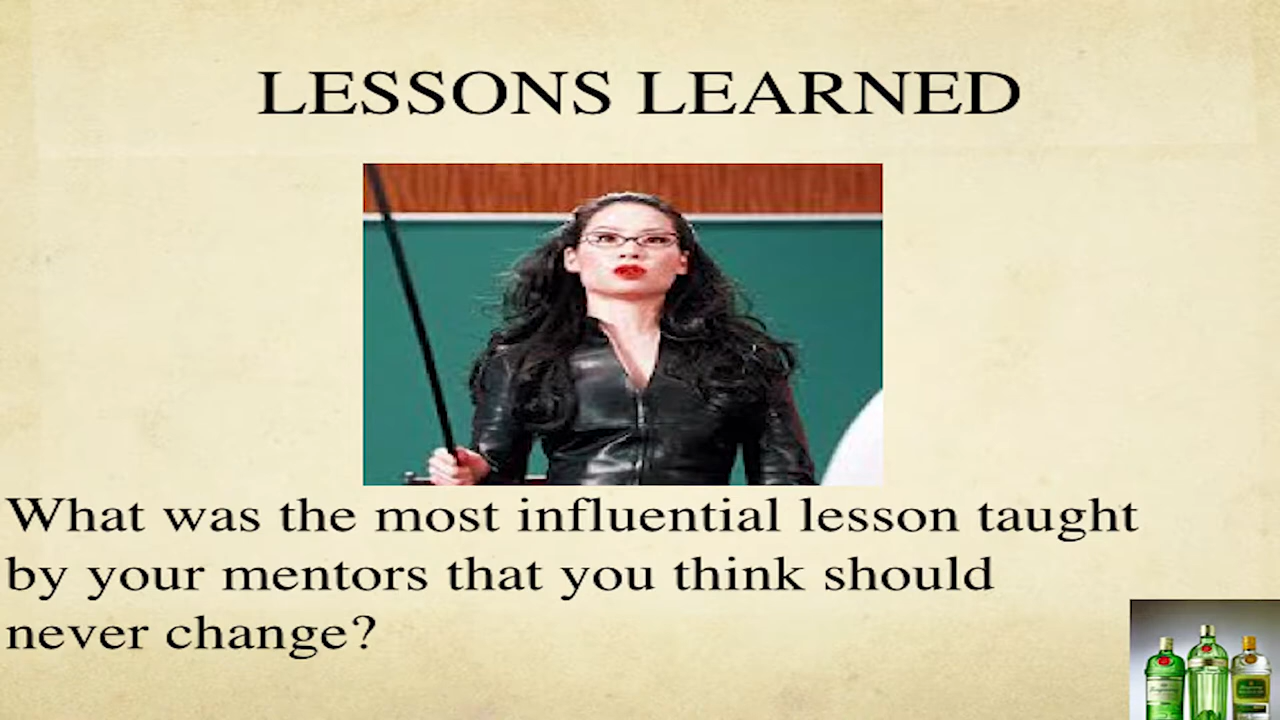 LESSONS LEARNED
What was the most influential lesson taught
by your mentors that you think should
never change?